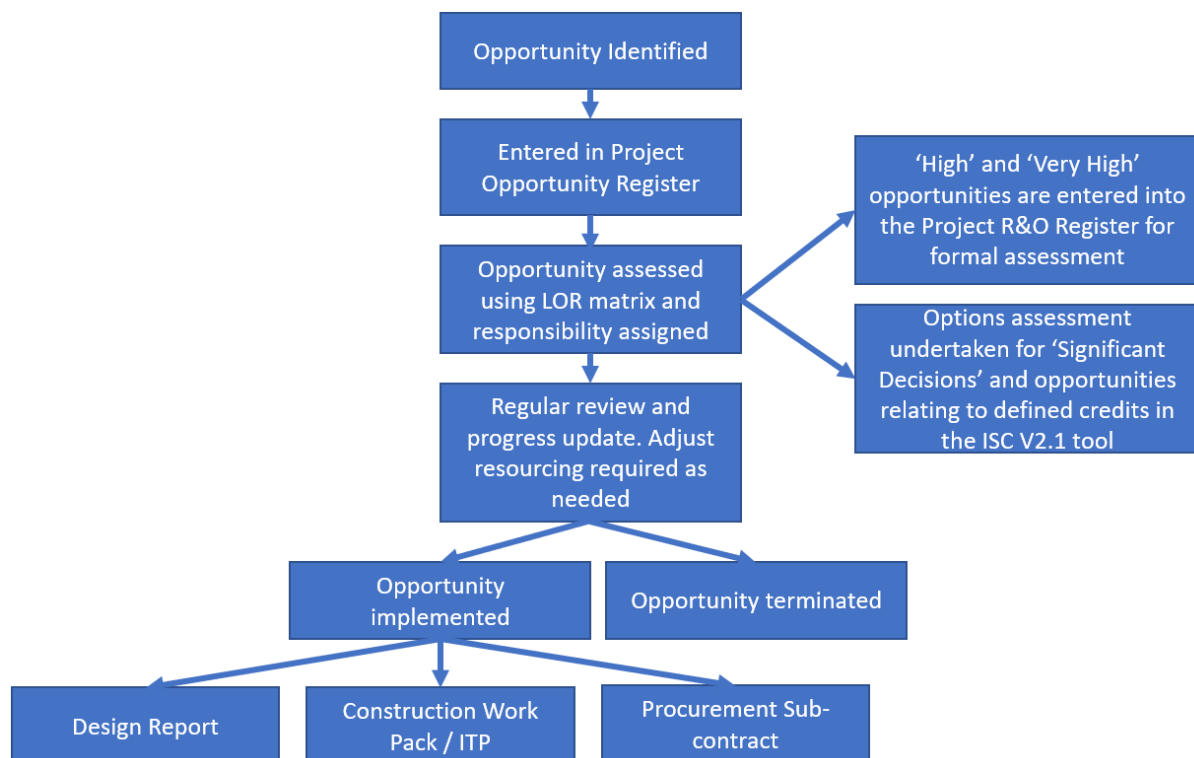 Opportunity Identified
Entered in Project
Opportunity Register
‘High’ and ‘Very High’
opportunities are entered into
the Project R&O Register for
formal assessment
Opportunity assessed
using LOR matrix and
responsibility assigned
Options assessment
undertaken for ‘Significant
Decisions’ and opportunities
relating to defined credits in
the ISC V2.1 tool
Regular review and
progress update. Adjust
resourcing required as
needed
Opportunity
implemented
Opportunity terminated
Design Report
Construction Work
Pack / ITP
Procurement Sub-
contract